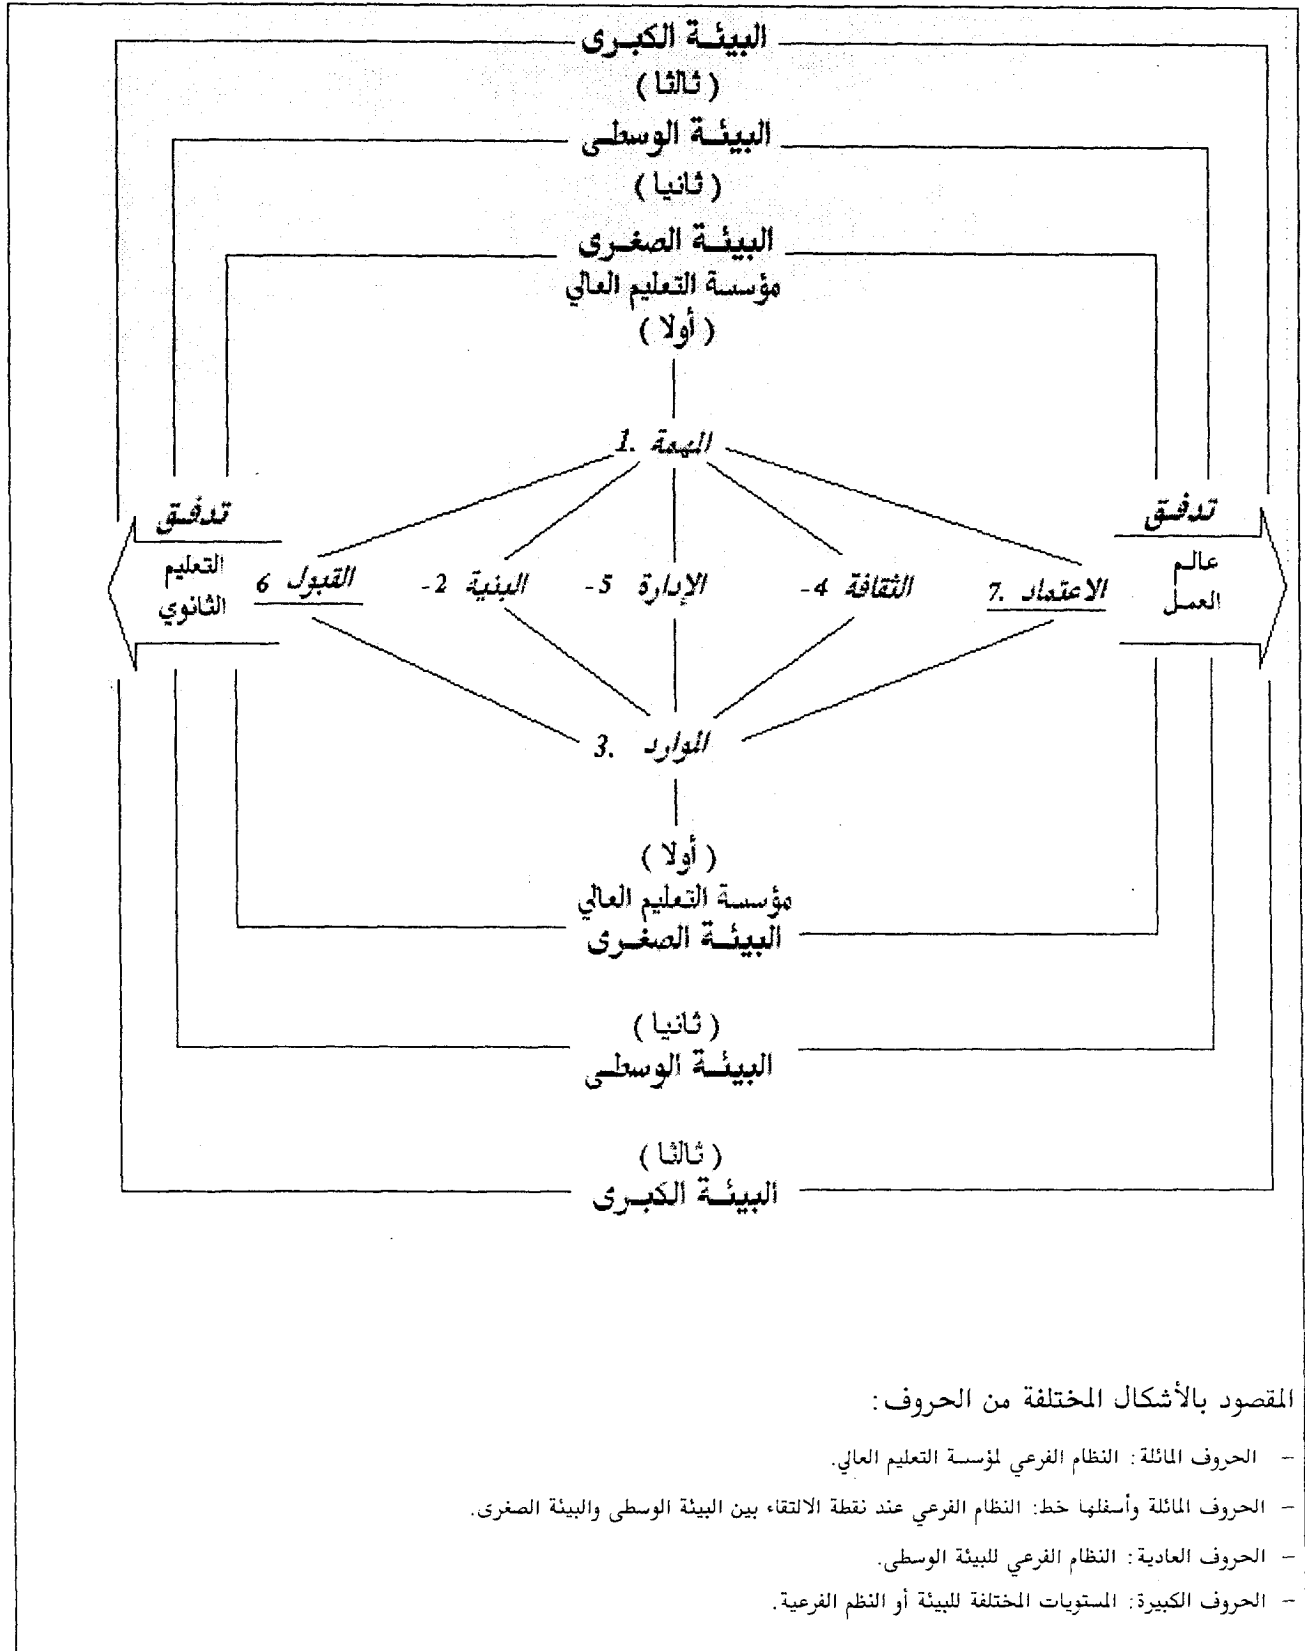 البيئة الكبرى
( ثالثا )
البيئة الوسطى
( ثانيا )
البيئة الصغرى
مؤسسة التعليم العالي
( أولا )
1. المهمة
تدفق
عالم
العمل
تدفق
التعليم
الثانوي
7. الاعتماد
4- الثقافة
5- الإدارة
2- البنية
6 القبول
3. الموارد
( أولا )
مؤسسة التعليم العالي
البيئة الصغرى
( ثانيا )
البيئة الوسطى
( ثالثا )
البيئة الكبرى
المقصود بالأشكال المختلفة من الحروف :
– الحروف المائلة : النظام الفرعي لمؤسسة التعليم العالي.
– الحروف المائلة وأسفلها خط: النظام الفرعي عند نقطة الالتقاء بين البيئة الوسطى والبيئة الصغرى.
– الحروف العادية : النظام الفرعي للبيئة الوسطى.
– الحروف الكبيرة : المستويات المختلفة للبيئة أو النظم الفرعية.